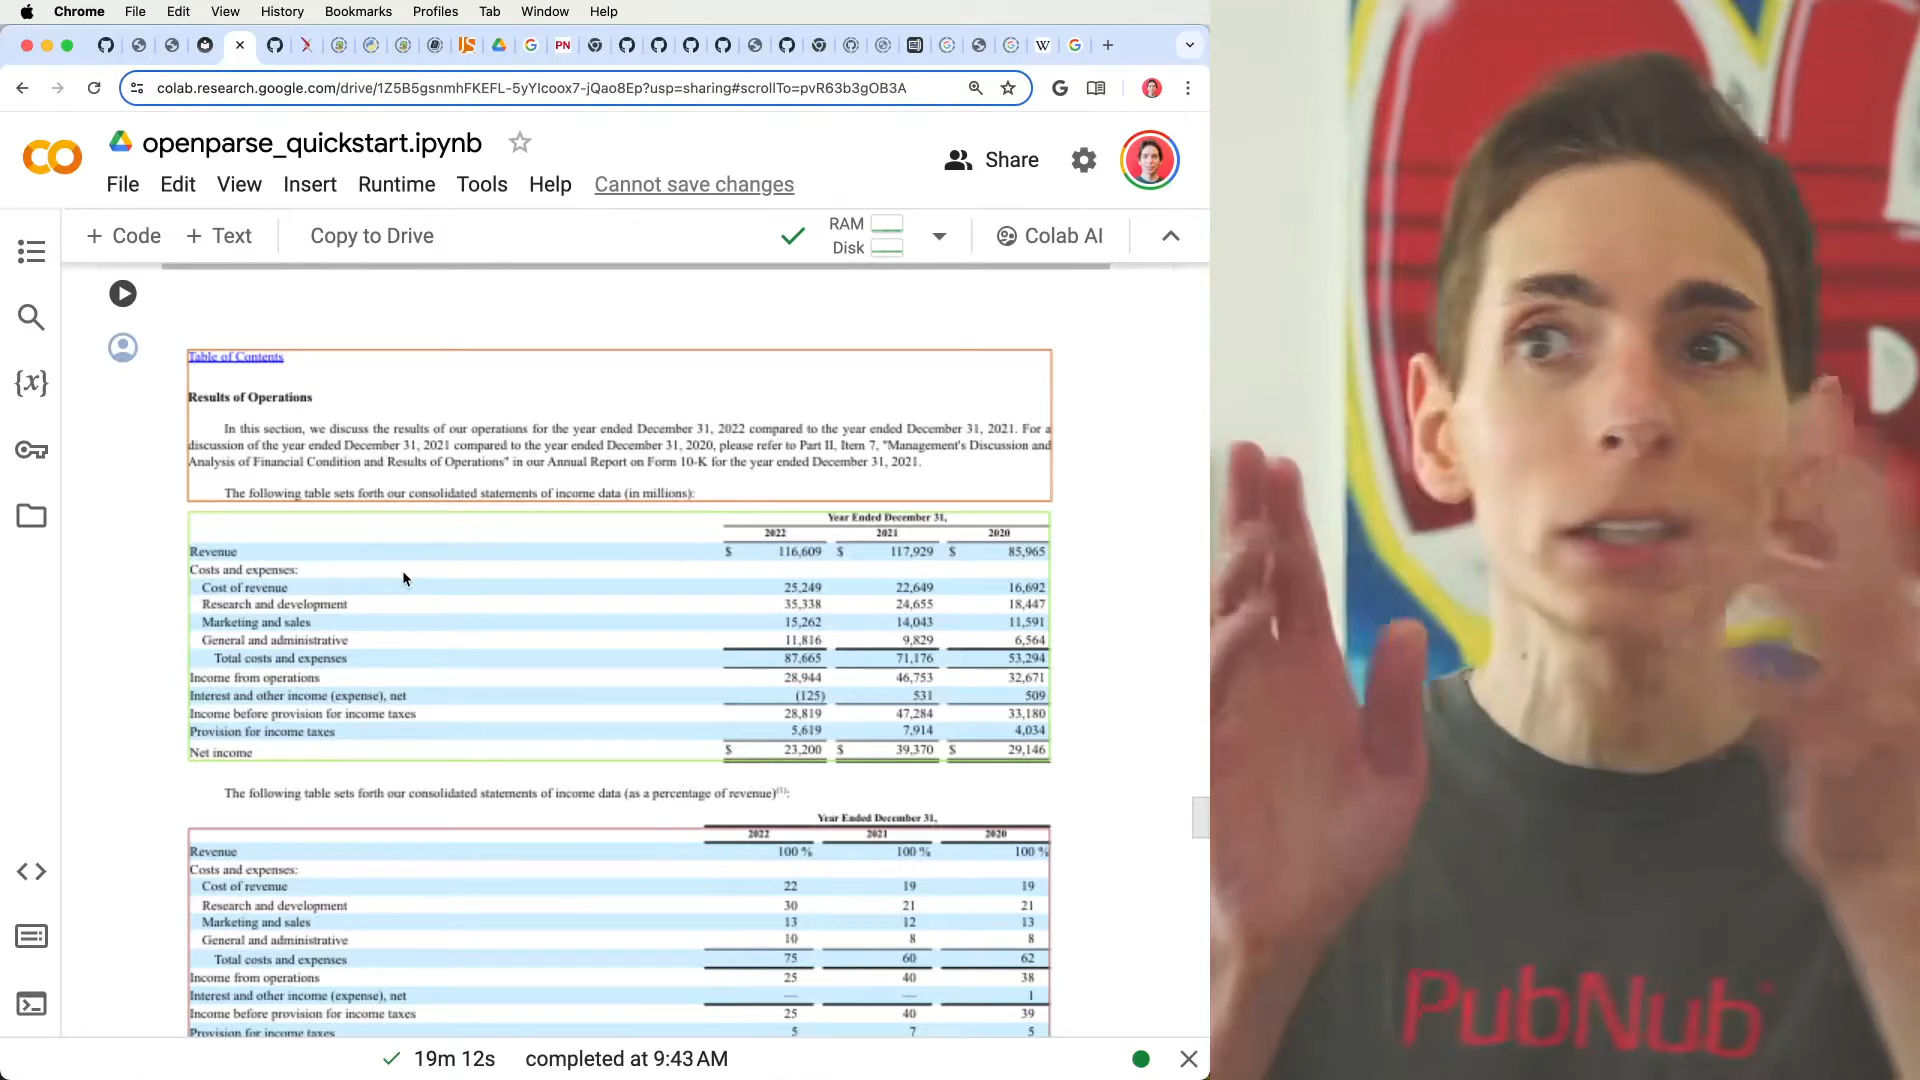 Chrome File Edit View History Bookmarks Profiles Tab Window Help
JS PN W
colab.research.google.com/drive/1Z5B5gsnmhFKEFL-5yYIcoox7-jQao8Ep?usp=sharing#scrollTo=pvR63b3gOB3A
openparse_quickstart.ipynb
Share
File Edit View Insert Runtime Tools Help Cannot save changes
+ Code + Text Copy to Drive RAM Disk Colab AI
{x}
Table of Contents
Results of Operations
In this section, we discuss the results of our operations for the year ended December 31, 2022 compared to the year ended December 31, 2021. For a
discussion of the year ended December 31, 2021 compared to the year ended December 31, 2020, please refer to Part II, Item 7, "Management's Discussion and
Analysis of Financial Condition and Results of Operations" in our Annual Report on Form 10-K for the year ended December 31, 2021.
The following table sets forth our consolidated statements of income data (in millions):
Year Ended December 31,
2022 2021 2020
Revenue $ 116,609 $ 117,929 $ 85,965
Costs and expenses:
Cost of revenue 25,249 22,649 16,692
Research and development 35,338 24,655 18,447
Marketing and sales 15,262 14,043 11,591
General and administrative 11,816 9,829 6,564
Total costs and expenses 87,665 71,176 53,294
Income from operations 28,944 46,753 32,671
Interest and other income (expense), net (125) 531 509
Income before provision for income taxes 28,819 47,284 33,180
Provision for income taxes 5,619 7,914 4,034
Net income $ 23,200 $ 39,370 $ 29,146
The following table sets forth our consolidated statements of income data (as a percentage of revenue)(1):
Year Ended December 31,
2022 2021 2020
Revenue 100 % 100 % 100 %
Costs and expenses:
Cost of revenue 22 19 19
Research and development 30 21 21
Marketing and sales 13 12 13
General and administrative 10 8 8
Total costs and expenses 75 60 62
Income from operations 25 40 38
Interest and other income (expense), net — — 1
Income before provision for income taxes 25 40 39
Provision for income taxes 5 7 5
19m 12s completed at 9:43 AM
PubNub